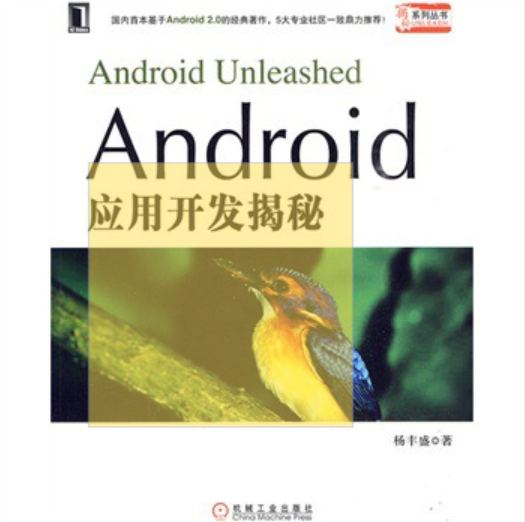 国内首本基于Android 2.0的经典著作，5大专业社区一致鼎力推荐！
揭秘系列丛书
UNLEASHED
Android Unleashed
Android
应用开发揭秘
杨丰盛◎著
机械工业出版社
China Machine Press